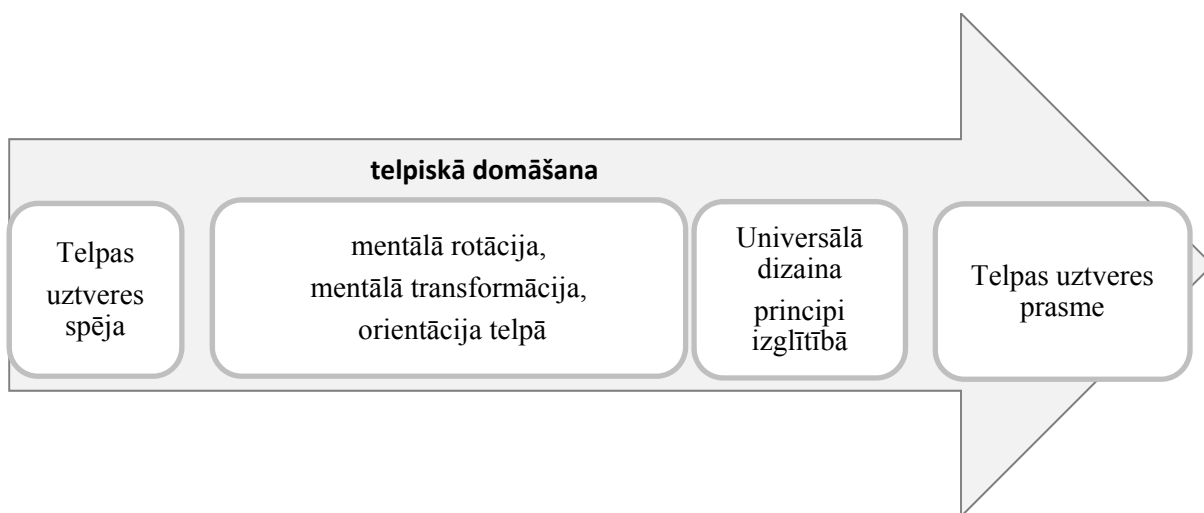 telpiskā domāšana
Telpas
uztveres
spēja
mentālā rotācija,
mentālā transformācija,
orientācija telpā
Universālā
dizaina
principi
izglītībā
Telpas uztveres
prasme